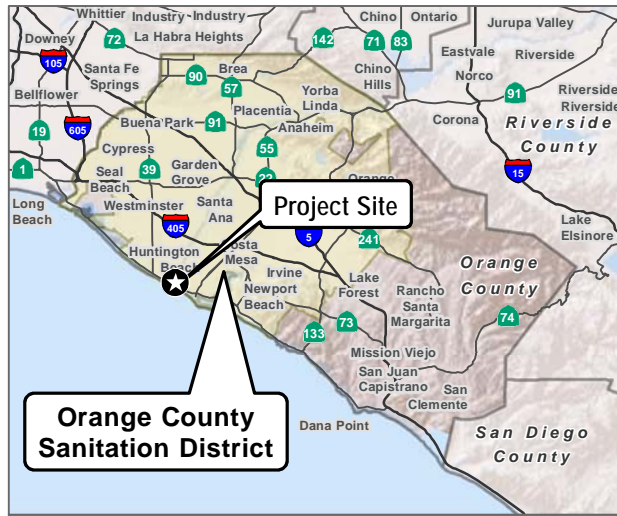 Whittier
Industry
Industry
Chino
Ontario
Jurupa Valley
Downey
72
La Habra Heights
142
71
83
105
Eastvale
Riverside
Santa Fe
Springs
90
Brea
Chino
Hills
Norco
57
Yorba
Linda
91
Riverside
Riverside
Bellflower
Placentia
Corona
Riverside
County
19
605
Buena Park
91
Anaheim
Cypress
55
1
Seal
Beach
39
Garden
Grove
15
Long
Beach
Westminster
Santa
Ana
Project Site
405
5
241
Lake
Elsinore
Huntington
Mesa
Irvine
Newport
Beach
Lake
Forest
Orange
County
Rancho
Santa
Margarita
74
133
73
Mission Viejo
San Juan
Capistrano
San
Clemente
Orange County
Sanitation District
Dana Point
San Diego
County